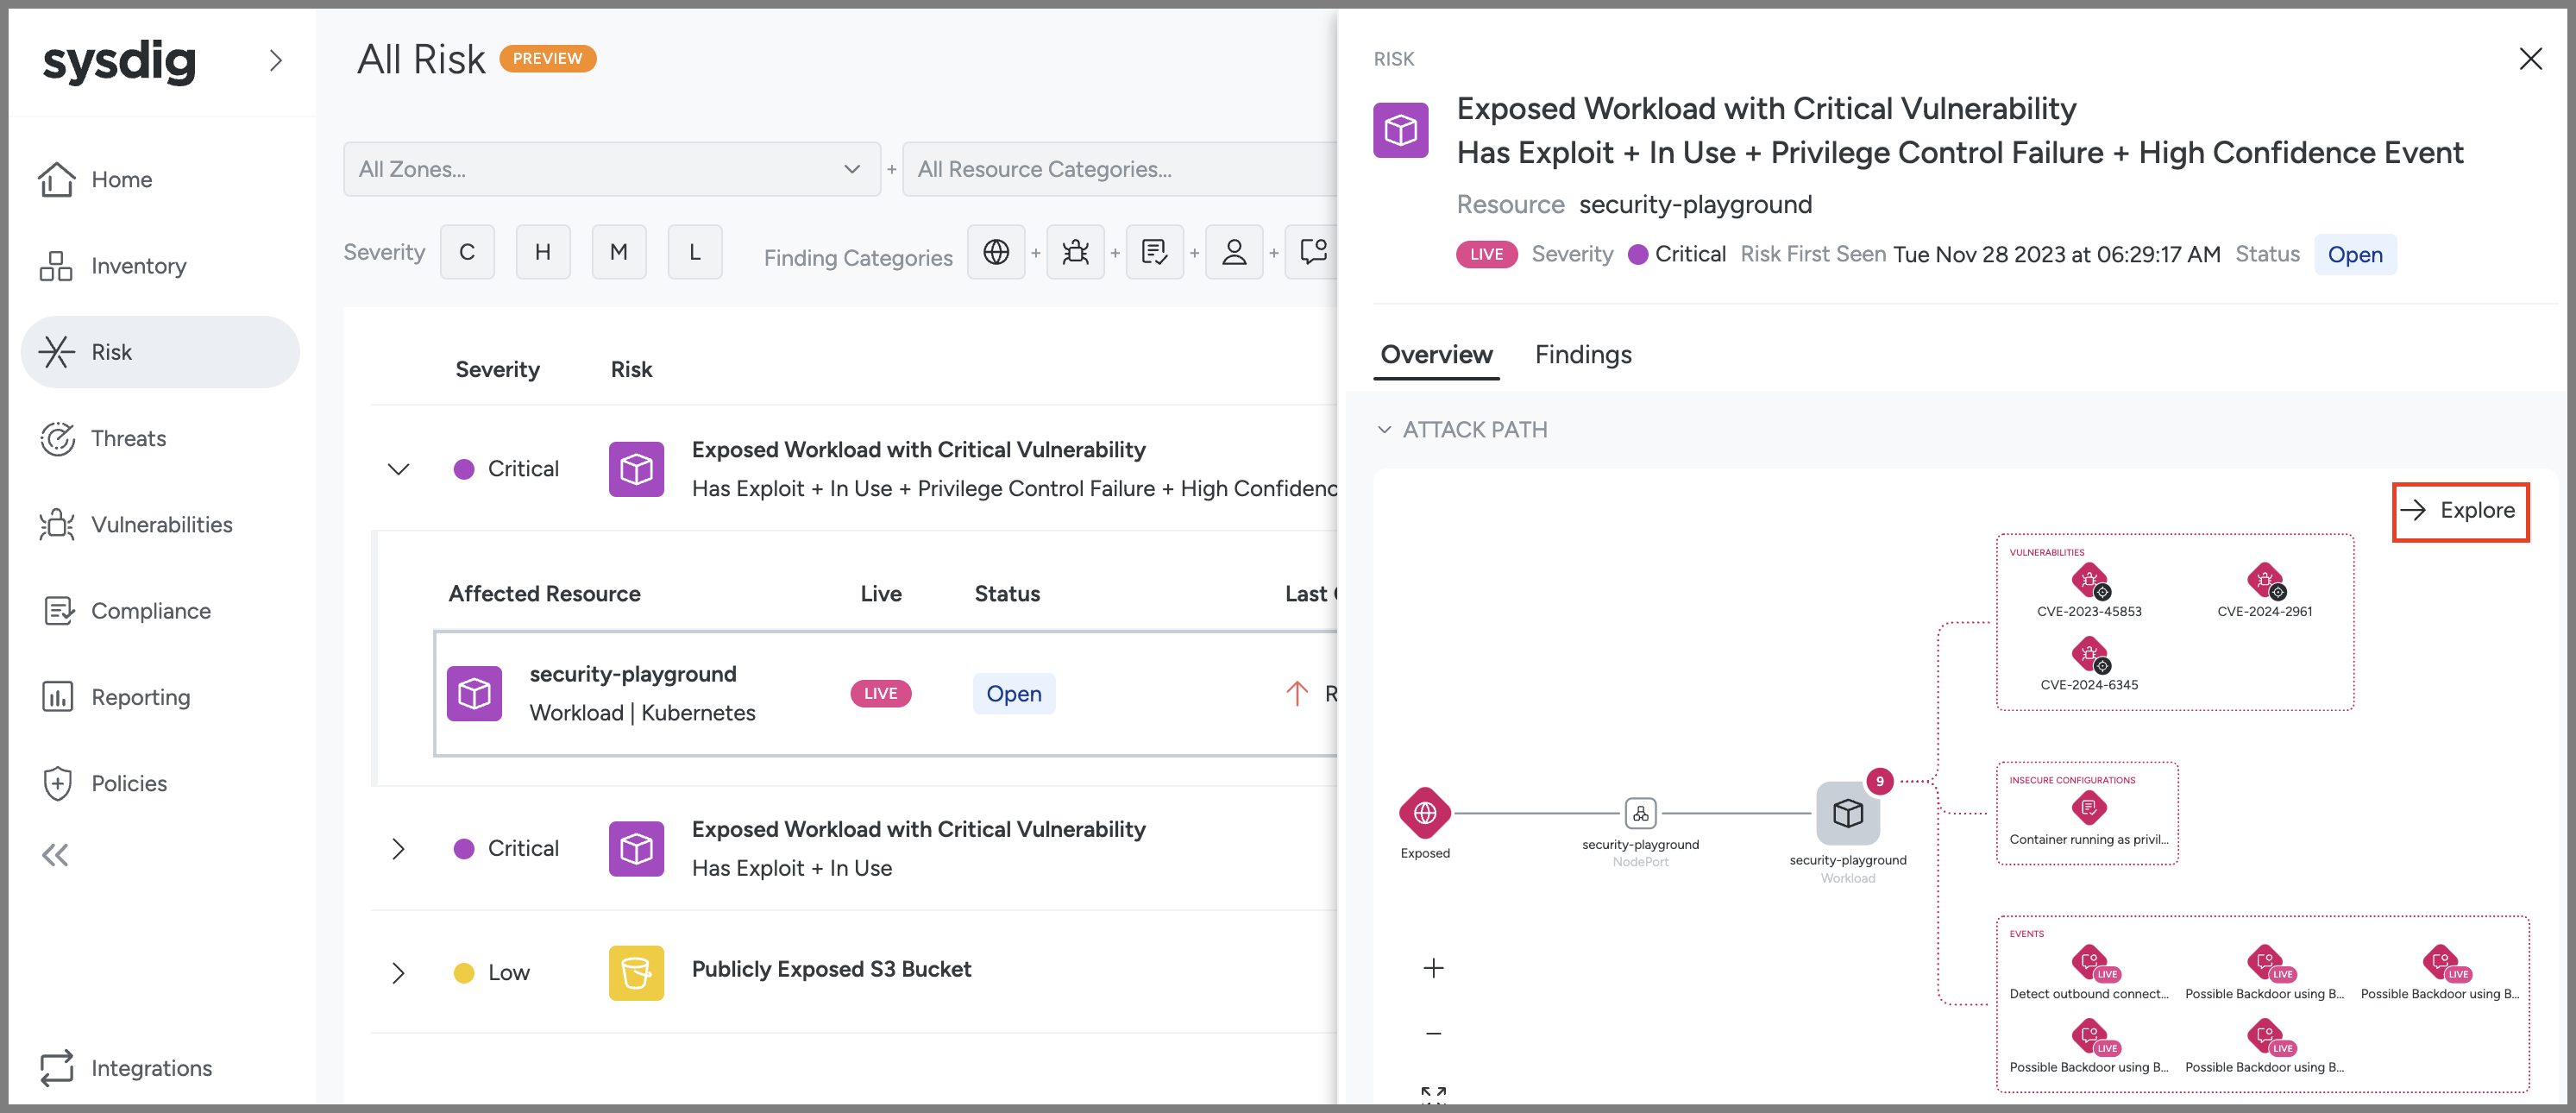 sysdig
Home
Inventory
Risk
Threats
Vulnerabilities
Compliance
Reporting
Policies
Integrations
All Risk PREVIEW
All Zones... + All Resource Categories...
Severity C H M L Finding Categories + + + +
Severity Risk
Critical Exposed Workload with Critical Vulnerability
Has Exploit + In Use + Privilege Control Failure + High Confidenc
Affected Resource Live Status Last
security-playground LIVE Open R
Workload | Kubernetes
Critical Exposed Workload with Critical Vulnerability
Has Exploit + In Use
Low Publicly Exposed S3 Bucket
RISK
Exposed Workload with Critical Vulnerability
Has Exploit + In Use + Privilege Control Failure + High Confidence Event
Resource security-playground
LIVE Severity Critical Risk First Seen Tue Nov 28 2023 at 06:29:17 AM Status Open
Overview Findings
ATTACK PATH
Explore
VULNERABILITIES
CVE-2023-45853 CVE-2024-2961
CVE-2024-6345
9
Exposed
security-playground
NodePort
security-playground
Workload
INSECURE CONFIGURATIONS
Container running as privil...
EVENTS
LIVE LIVE LIVE
Detect outbound connect... Possible Backdoor using B... Possible Backdoor using B...
LIVE LIVE
Possible Backdoor using B... Possible Backdoor using B...
+
−